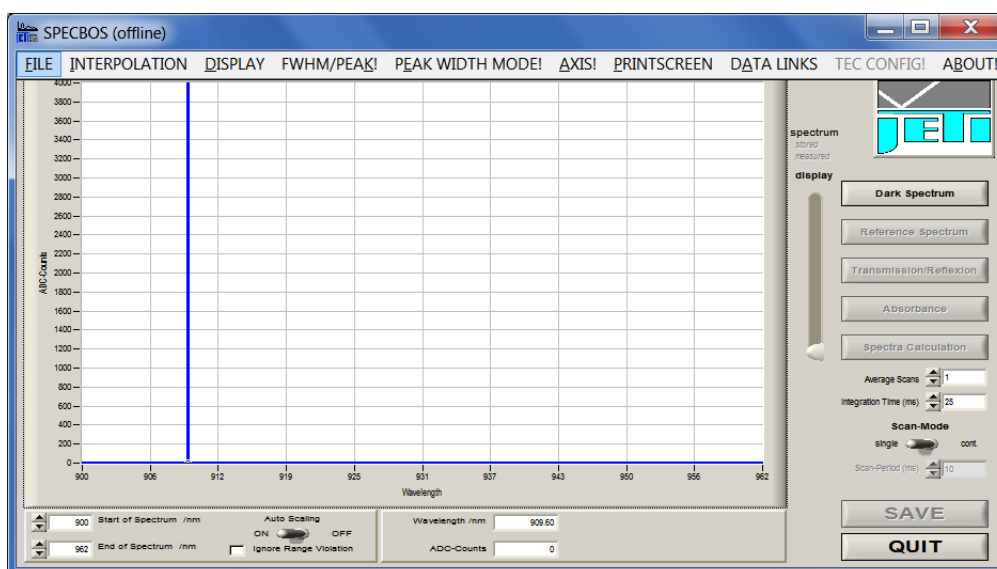 SPECBOS (offline)
FILE INTERPOLATION DISPLAY FWHM/PEAK! PEAK WIDTH MODE! AXIS! PRINTSCREEN DATA LINKS TEC CONFIG! ABOUT!
4000
3800
3600
3400
3200
3000
2800
2600
2400
2200
2000
1800
1600
1400
1200
1000
800
600
400
200
0
ADC-Counts
900 906 912 919 925 931 937 943 950 956 962
Wavelength
spectrum
stored
measured
display
JETI
Dark Spectrum
Reference Spectrum
Transmission/Reflexion
Absorbance
Spectra Calculation
Average Scans 1
Integration Time (ms) 25
Scan-Mode
single cont.
Scan-Period (ms) 10
900 Start of Spectrum /nm
962 End of Spectrum /nm
Auto Scaling
ON OFF
Ignore Range Violation
Wavelength /nm 909.60
ADC-Counts 0
SAVE
QUIT